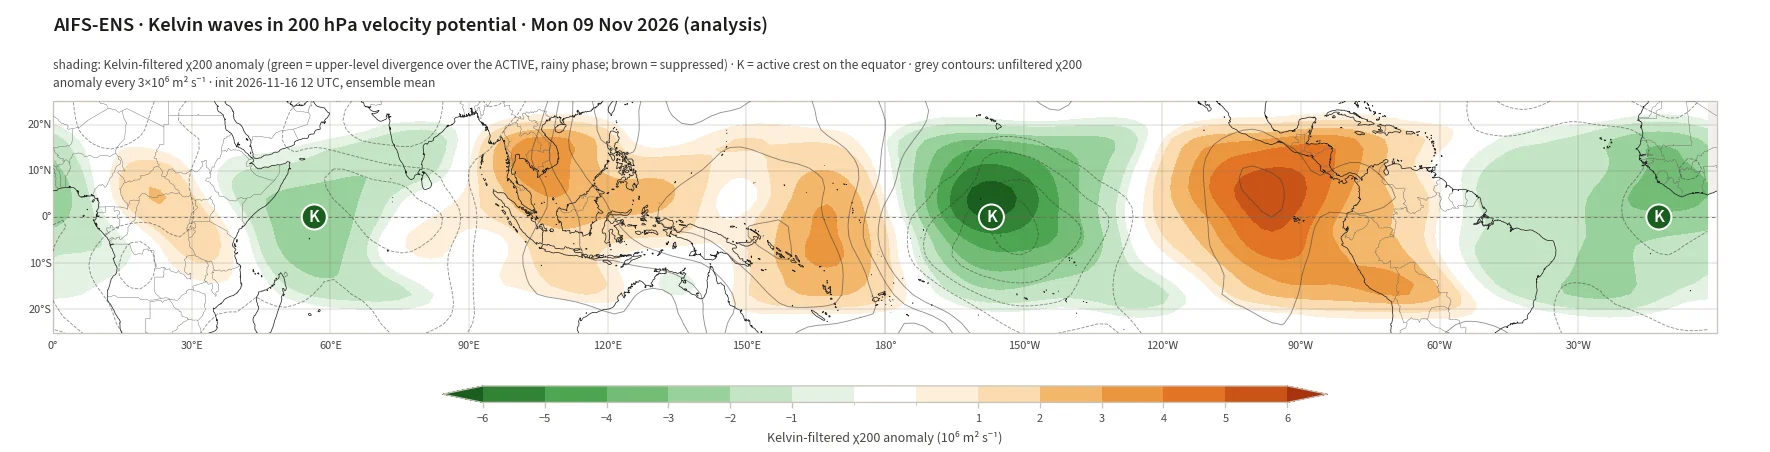 AIFS-ENS · Kelvin waves in 200 hPa velocity potential · Mon 09 Nov 2026 (analysis)
shading: Kelvin-filtered χ200 anomaly (green = upper-level divergence over the ACTIVE, rainy phase; brown = suppressed) · K = active crest on the equator · grey contours: unfiltered χ200
anomaly every 3×10⁶ m² s⁻¹ · init 2026-11-16 12 UTC, ensemble mean
20°N
10°N
0°
10°S
20°S
K K K
0° 30°E 60°E 90°E 120°E 150°E 180° 150°W 120°W 90°W 60°W 30°W
−6 −5 −4 −3 −2 −1 1 2 3 4 5 6
Kelvin-filtered χ200 anomaly (10⁶ m² s⁻¹)